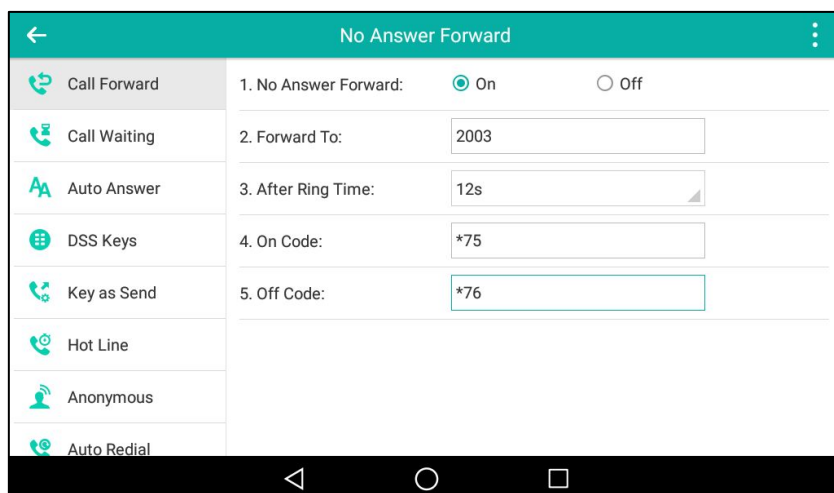 No Answer Forward
Call Forward
Call Waiting
Auto Answer
DSS Keys
Key as Send
Hot Line
Anonymous
Auto Redial
1. No Answer Forward: On Off
2. Forward To: 2003
3. After Ring Time: 12s
4. On Code: *75
5. Off Code: *76